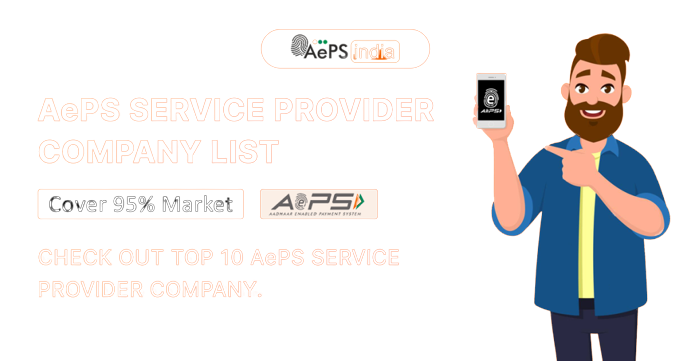 AePS india
AePS SERVICE PROVIDER
COMPANY LIST
Cover 95% Market
AePS
AADHAAR ENABLED PAYMENT SYSTEM
AePS
CHECK OUT TOP 10 AePS SERVICE
PROVIDER COMPANY.